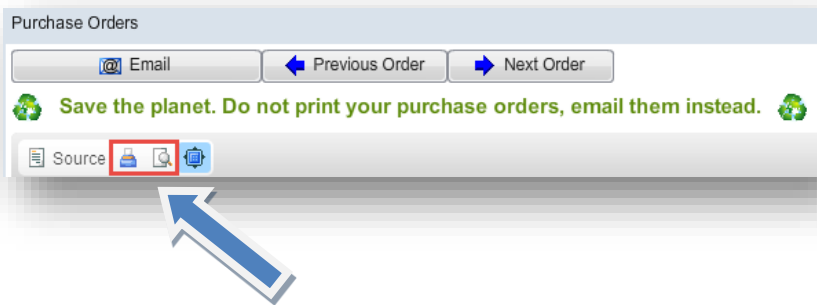 Purchase Orders
@ Email Previous Order Next Order
Save the planet. Do not print your purchase orders, email them instead.
Source